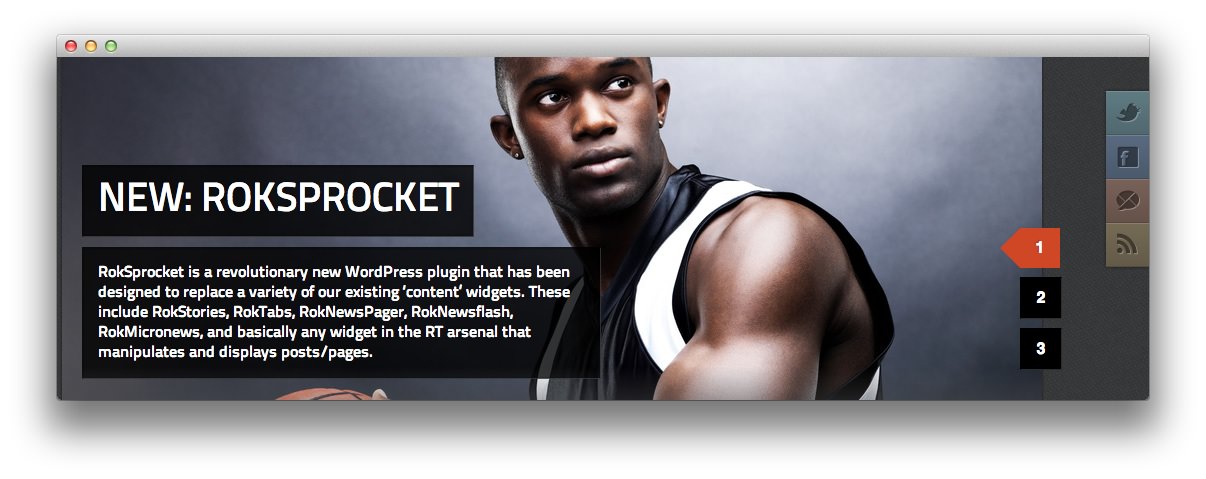 NEW: ROKSPROCKET
RokSprocket is a revolutionary new WordPress plugin that has been
designed to replace a variety of our existing 'content' widgets. These
include RokStories, RokTabs, RokNewsPager, RokNewsflash,
RokMicronews, and basically any widget in the RT arsenal that
manipulates and displays posts/pages.
1
2
3